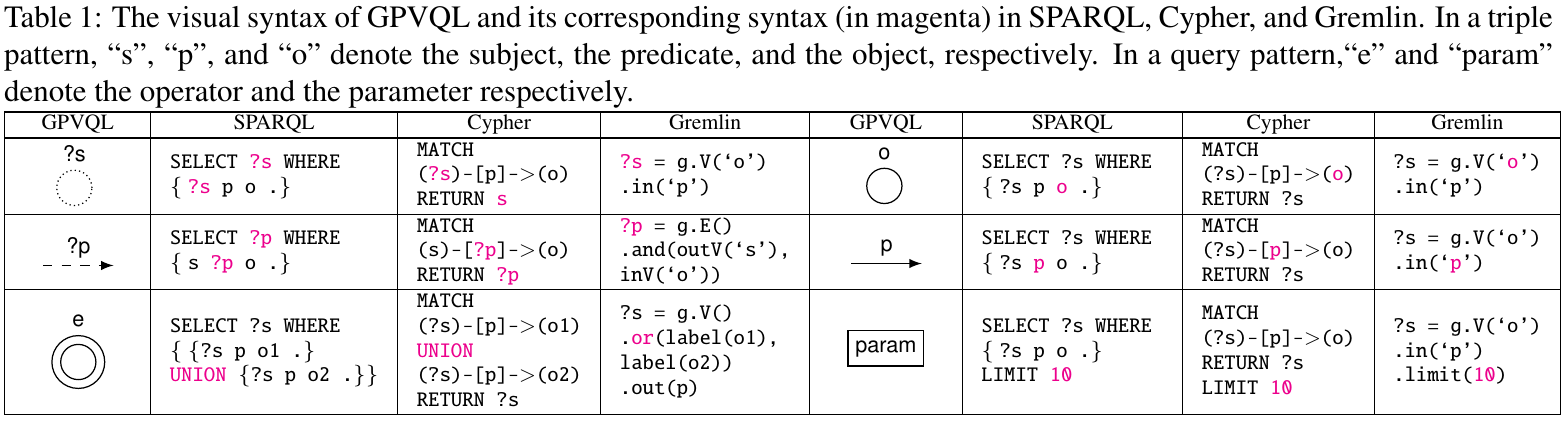 Table 1: The visual syntax of GPVQL and its corresponding syntax (in magenta) in SPARQL, Cypher, and Gremlin. In a triple
pattern, “s”, “p”, and “o” denote the subject, the predicate, and the object, respectively. In a query pattern,“e” and “param”
denote the operator and the parameter respectively.
GPVQL SPARQL Cypher Gremlin GPVQL SPARQL Cypher Gremlin
?s
SELECT ?s WHERE
{ ?s p o .}
MATCH
(?s)-[p]->(o)
RETURN s
?s = g.V(‘o’)
.in(‘p’)
o
SELECT ?s WHERE
{ ?s p o .}
MATCH
(?s)-[p]->(o)
RETURN ?s
?s = g.V(‘o’)
.in(‘p’)
?p
SELECT ?p WHERE
{ s ?p o .}
MATCH
(s)-[?p]->(o)
RETURN ?p
?p = g.E()
.and(outV(‘s’),
inV(‘o’))
p
SELECT ?s WHERE
{ ?s p o .}
MATCH
(?s)-[p]->(o)
RETURN ?s
?s = g.V(‘o’)
.in(‘p’)
e
SELECT ?s WHERE
{ {?s p o1 .}
UNION {?s p o2 .}}
MATCH
(?s)-[p]->(o1)
UNION
(?s)-[p]->(o2)
RETURN ?s
?s = g.V()
.or(label(o1),
label(o2))
.out(p)
param
SELECT ?s WHERE
{ ?s p o .}
LIMIT 10
MATCH
(?s)-[p]->(o)
RETURN ?s
LIMIT 10
?s = g.V(‘o’)
.in(‘p’)
.limit(10)